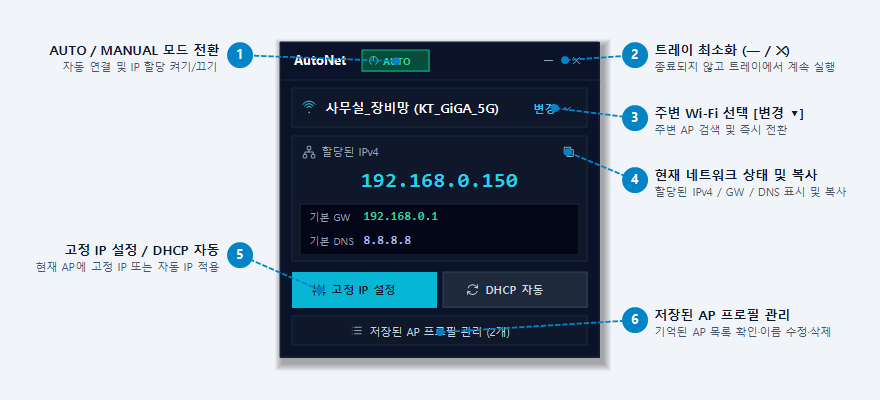 AUTO / MANUAL 모드 전환
자동 연결 및 IP 할당 켜기/끄기
1
AutoNet
AUTO
2
트레이 최소화 (— / ╳)
종료되지 않고 트레이에서 계속 실행
사무실_장비망 (KT_GiGA_5G)
변경
3
주변 Wi-Fi 선택 [변경 ▾]
주변 AP 검색 및 즉시 전환
할당된 IPv4
192.168.0.150
4
현재 네트워크 상태 및 복사
할당된 IPv4 / GW / DNS 표시 및 복사
기본 GW 192.168.0.1
기본 DNS 8.8.8.8
고정 IP 설정 / DHCP 자동
현재 AP에 고정 IP 또는 자동 IP 적용
5
고정 IP 설정
DHCP 자동
저장된 AP 프로필 관리 (2개)
6
저장된 AP 프로필 관리
기억된 AP 목록 확인·이름 수정·삭제